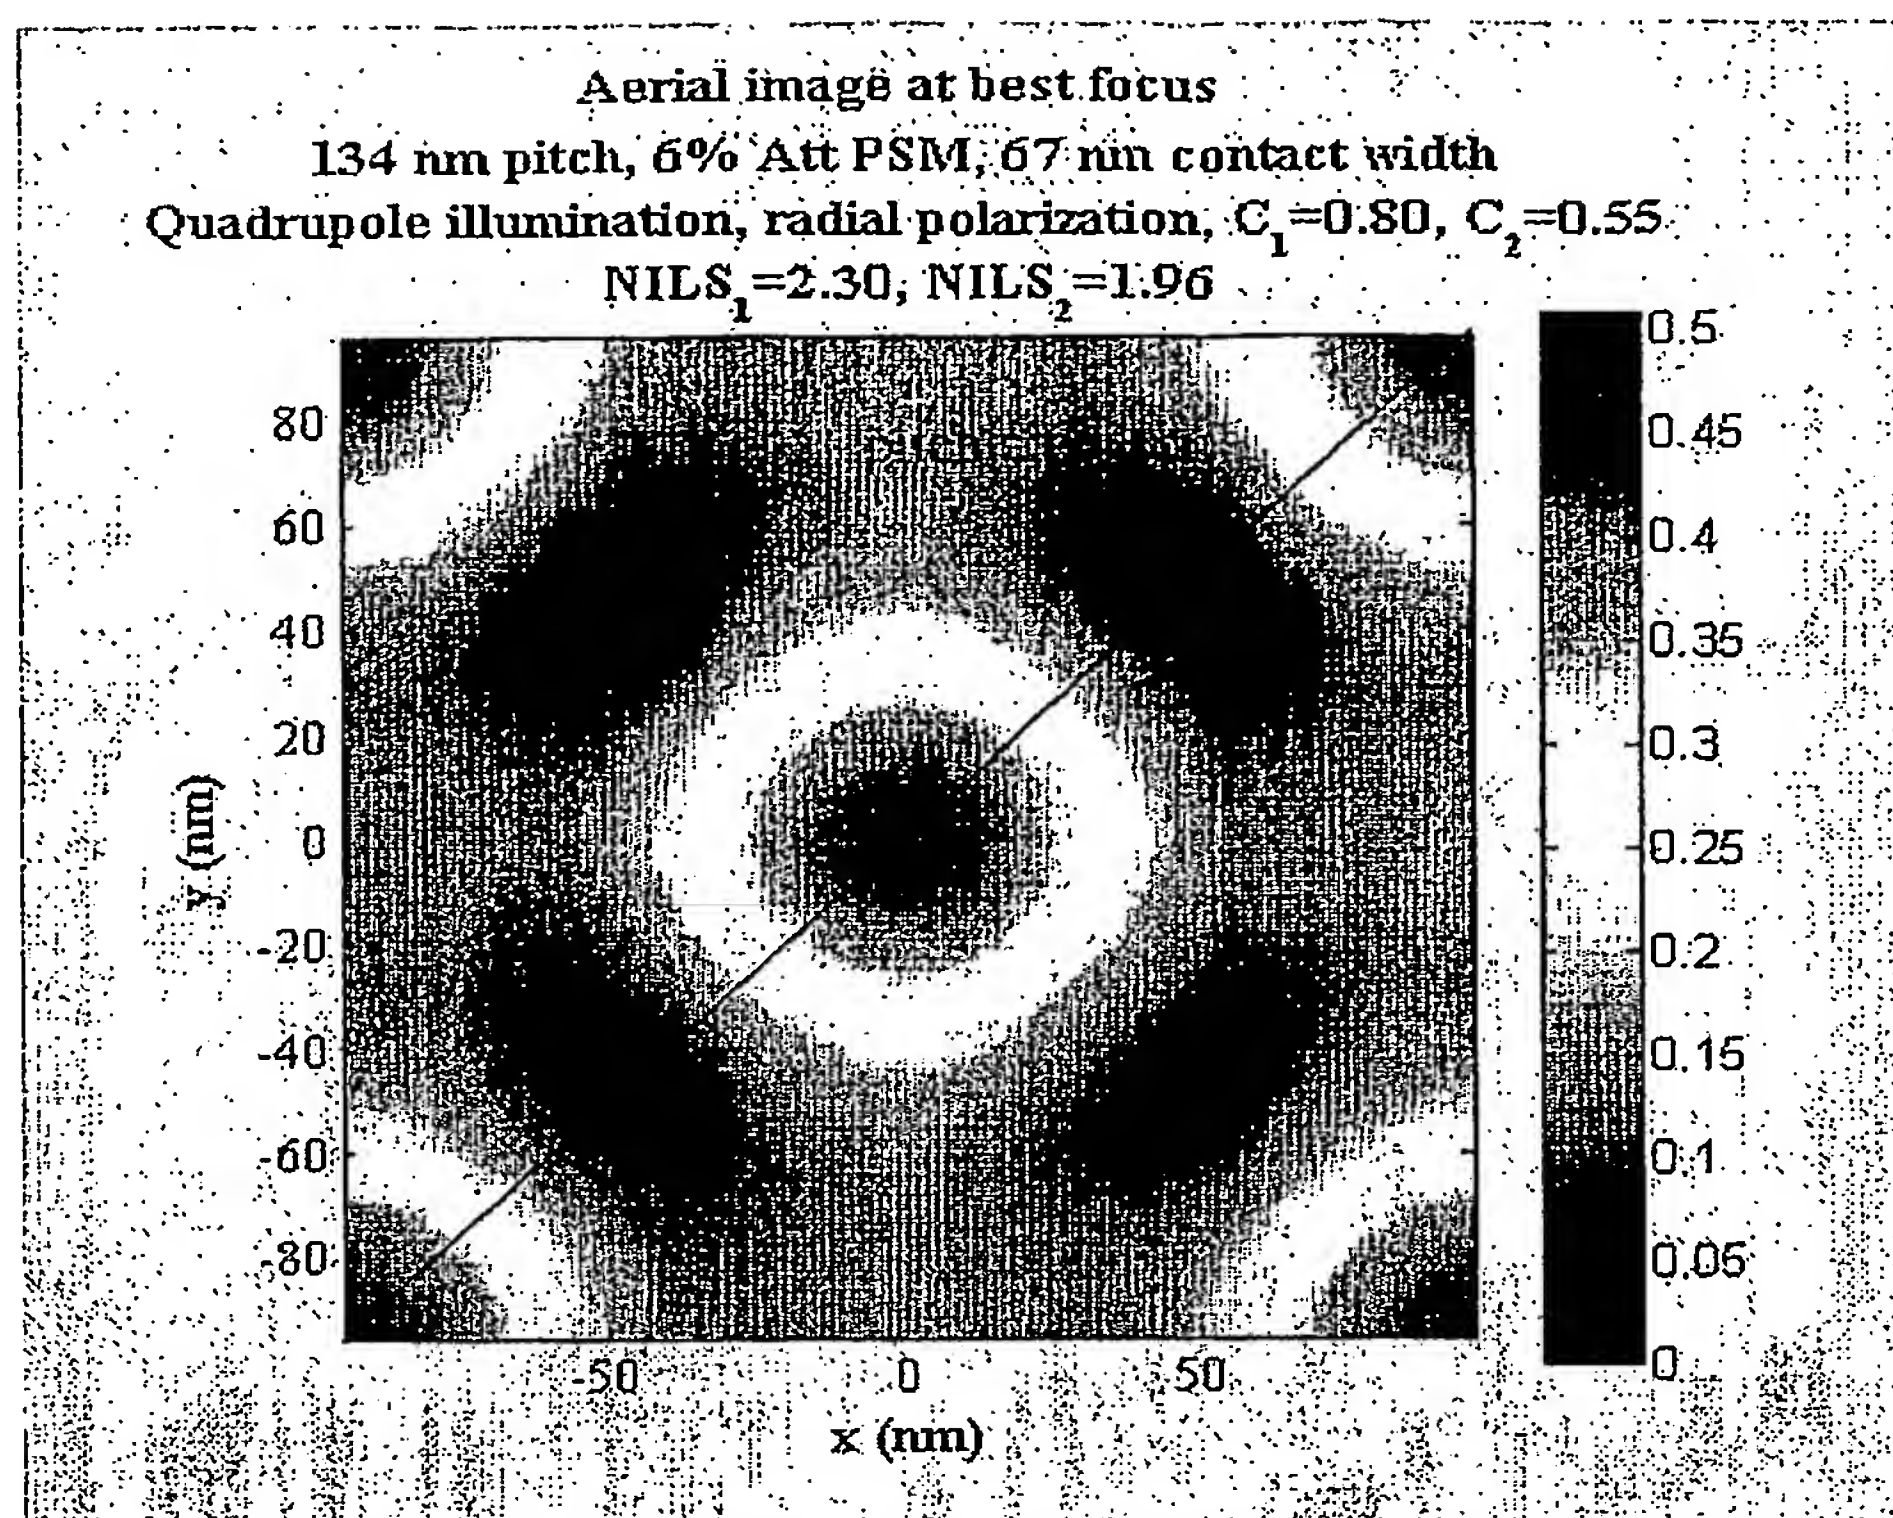 Aerial image at best focus
134 nm pitch, 6% Att PSM, 67 nm contact width
Quadrupole illumination, radial polarization, C₁=0.80, C₂=0.55
NILS₁=2.30, NILS₂=1.96
0.5
0.45
0.4
0.35
0.3
0.25
0.2
0.15
0.1
0.05
0
80
60
40
20
0
-20
-40
-60
-80
y (nm)
-50 0 50
x (nm)